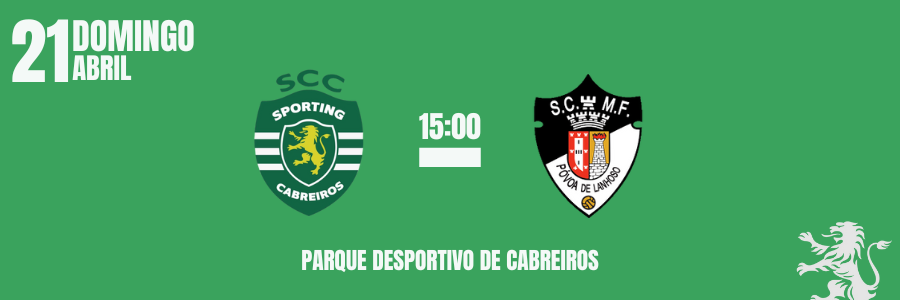 21
DOMINGO
ABRIL
SCC
SPORTING
CABREIROS
15:00
S.C. M.F.
PÓVOA DE LANHOSO
PARQUE DESPORTIVO DE CABREIROS